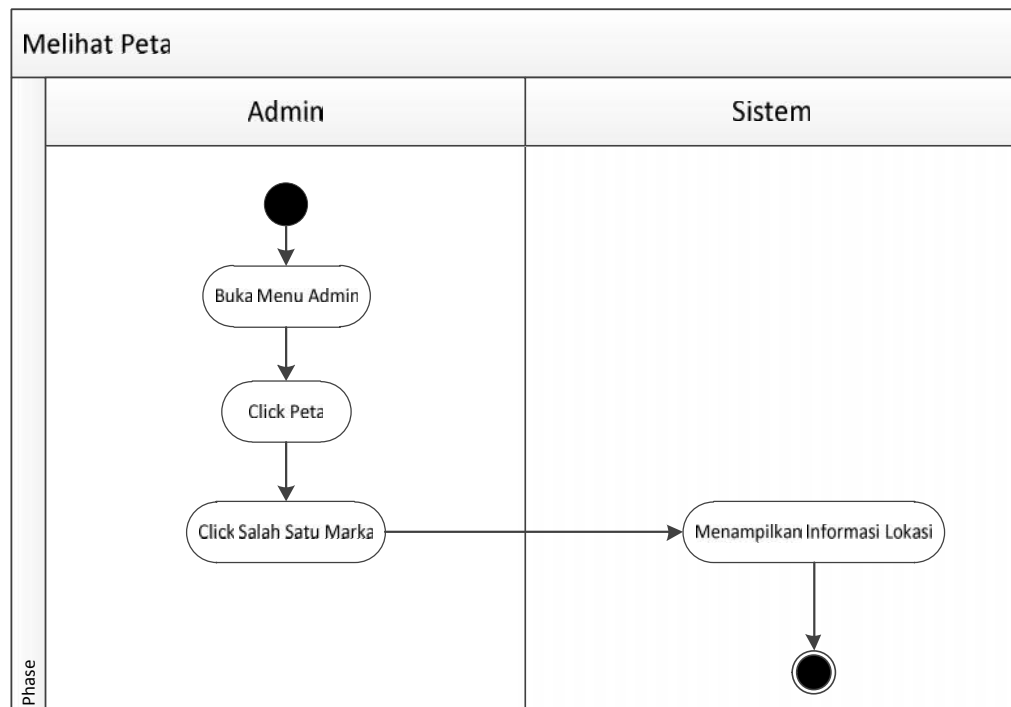 Melihat Peta
Admin
Sistem
Buka Menu Admin
Click Peta
Click Salah Satu Marka
Menampilkan Informasi Lokasi
Phase